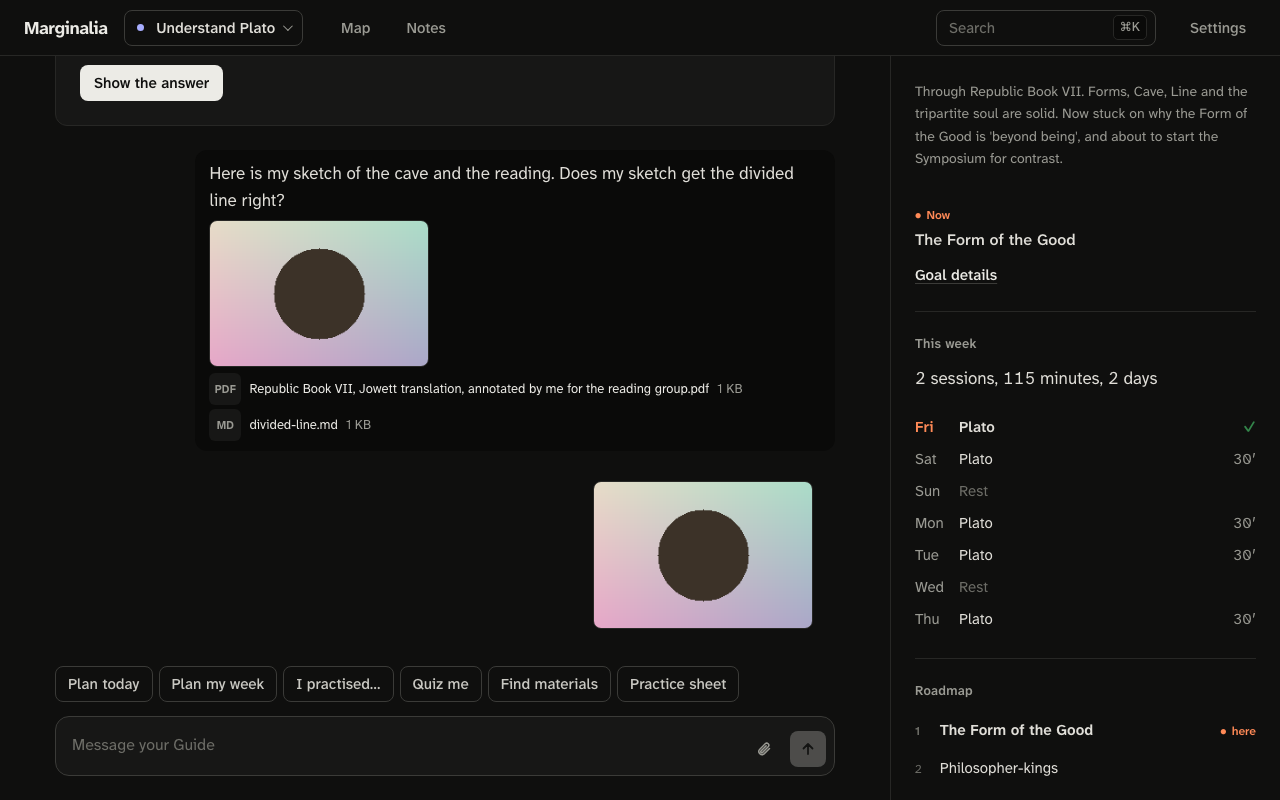 Marginalia
Understand Plato
Map
Notes
Search
⌘K
Settings
Show the answer
Here is my sketch of the cave and the reading. Does my sketch get the divided
line right?
PDF Republic Book VII, Jowett translation, annotated by me for the reading group.pdf 1 KB
MD divided-line.md 1 KB
Plan today
Plan my week
I practised…
Quiz me
Find materials
Practice sheet
Message your Guide
Through Republic Book VII. Forms, Cave, Line and the
tripartite soul are solid. Now stuck on why the Form of
the Good is 'beyond being', and about to start the
Symposium for contrast.
Now
The Form of the Good
Goal details
This week
2 sessions, 115 minutes, 2 days
Fri Plato ✓
Sat Plato 30′
Sun Rest
Mon Plato 30′
Tue Plato 30′
Wed Rest
Thu Plato 30′
Roadmap
1 The Form of the Good here
2 Philosopher-kings